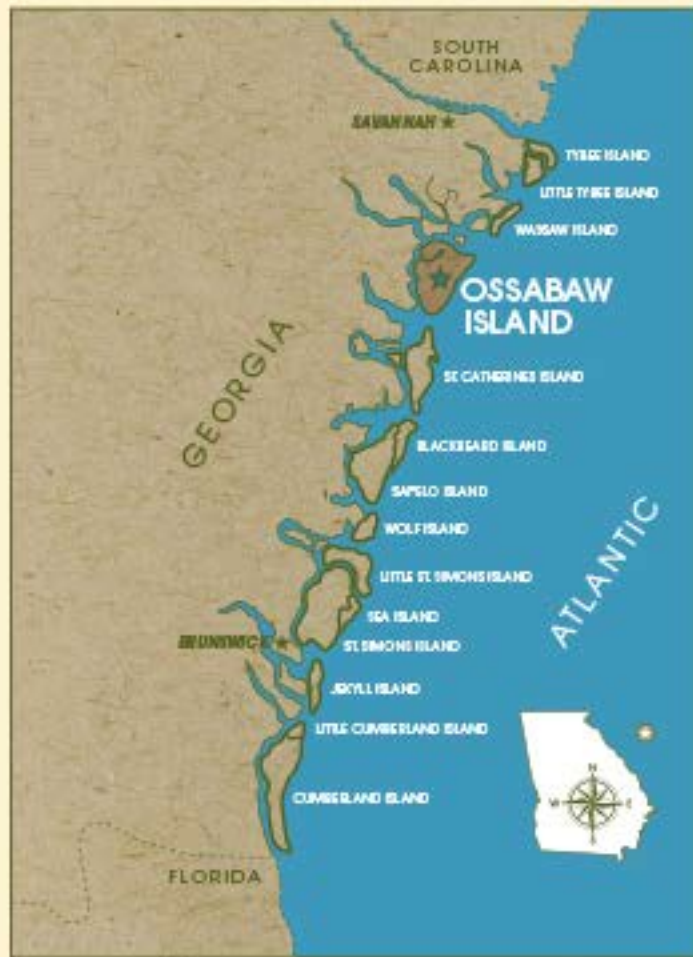 SOUTH
CAROLINA
SAVANNAH
TYBEE ISLAND
LITTLE TYBEE ISLAND
WASSAW ISLAND
OSSABAW
ISLAND
ST. CATHERINES ISLAND
GEORGIA
BLACKBEARD ISLAND
SAPELO ISLAND
WOLF ISLAND
ATLANTIC
LITTLE ST. SIMONS ISLAND
SEA ISLAND
BRUNSWICK
ST. SIMONS ISLAND
JEKYLL ISLAND
LITTLE CUMBERLAND ISLAND
N
W E
S
CUMBERLAND ISLAND
FLORIDA